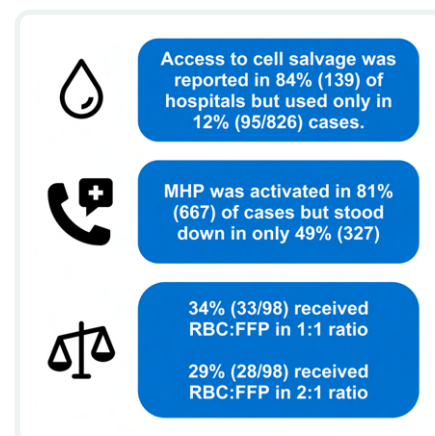 Access to cell salvage was
reported in 84% (139) of
hospitals but used only in
12% (95/826) cases.
MHP was activated in 81%
(667) of cases but stood
down in only 49% (327)
34% (33/98) received
RBC:FFP in 1:1 ratio
29% (28/98) received
RBC:FFP in 2:1 ratio